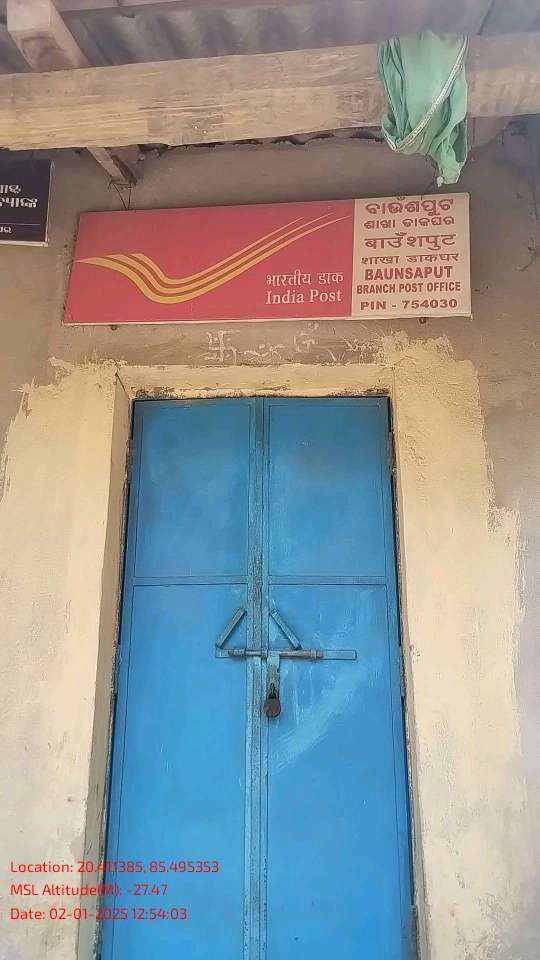 भारतीय डाक
India Post
ବାଉଁଶପୁଟ
ଶାଖା ଡାକଘର
बाउँशपुट
शाखा डाकघर
BAUNSAPUT
BRANCH POST OFFICE
PIN - 754030
Location: 20.411385, 85.495353
MSL Altitude(M): -27.47
Date: 02-01-2025 12:54:03